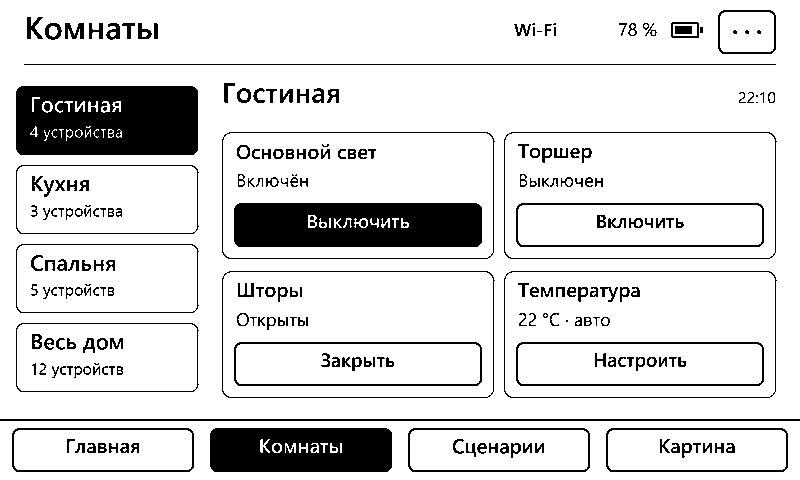 Комнаты
Wi-Fi
78 %
...
Гостиная
4 устройства
Кухня
3 устройства
Спальня
5 устройств
Весь дом
12 устройств
Гостиная
22:10
Основной свет
Включён
Выключить
Торшер
Выключен
Включить
Шторы
Открыты
Закрыть
Температура
22 °C · авто
Настроить
Главная
Комнаты
Сценарии
Картина